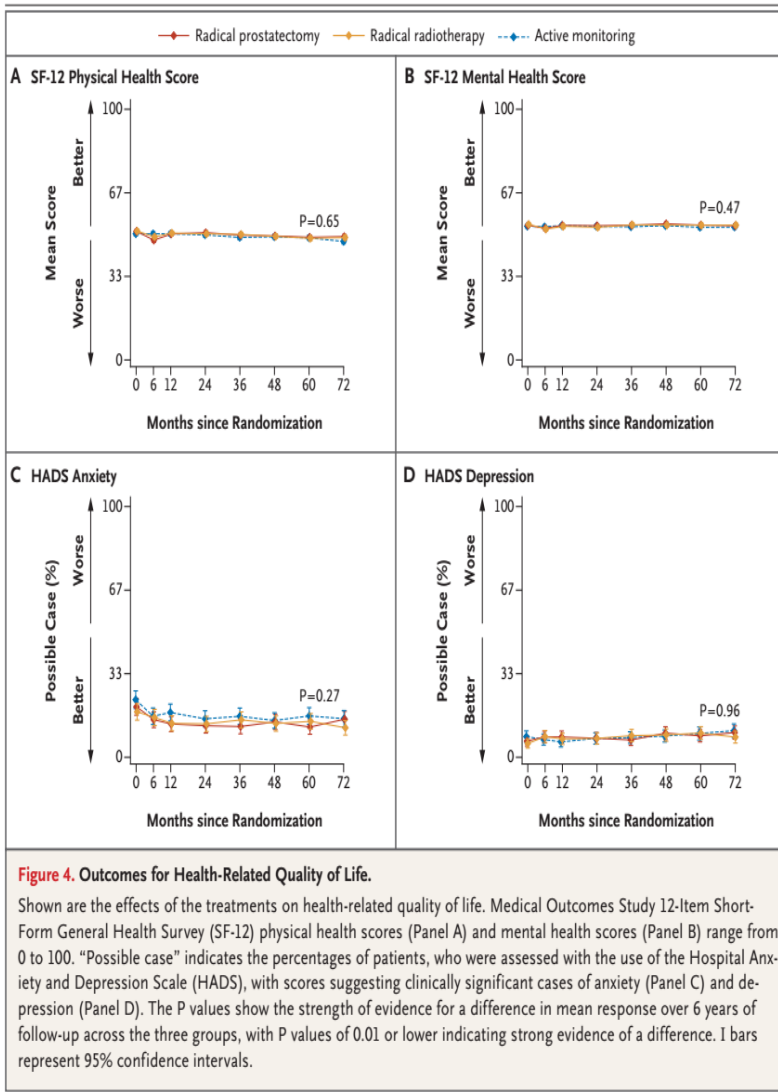 Radical prostatectomy Radical radiotherapy Active monitoring
A SF-12 Physical Health Score
100
67
33
0
Better
Worse
Mean Score
P=0.65
0 6 12 24 36 48 60 72
Months since Randomization
B SF-12 Mental Health Score
100
67
33
0
Better
Worse
Mean Score
P=0.47
0 6 12 24 36 48 60 72
Months since Randomization
C HADS Anxiety
100
67
33
0
Worse
Better
Possible Case (%)
P=0.27
0 6 12 24 36 48 60 72
Months since Randomization
D HADS Depression
100
67
33
0
Worse
Better
Possible Case (%)
P=0.96
0 6 12 24 36 48 60 72
Months since Randomization
Figure 4. Outcomes for Health-Related Quality of Life.
Shown are the effects of the treatments on health-related quality of life. Medical Outcomes Study 12-Item Short-
Form General Health Survey (SF-12) physical health scores (Panel A) and mental health scores (Panel B) range from
0 to 100. “Possible case” indicates the percentages of patients, who were assessed with the use of the Hospital Anx-
iety and Depression Scale (HADS), with scores suggesting clinically significant cases of anxiety (Panel C) and de-
pression (Panel D). The P values show the strength of evidence for a difference in mean response over 6 years of
follow-up across the three groups, with P values of 0.01 or lower indicating strong evidence of a difference. I bars
represent 95% confidence intervals.